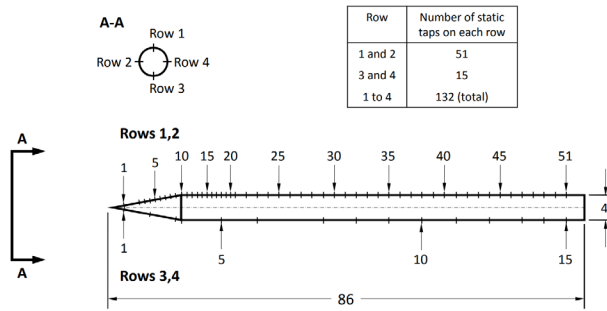 A-A
Row 1
Row 2
Row 4
Row 3
Row
Number of static
taps on each row
1 and 2
51
3 and 4
15
1 to 4
132 (total)
A
Rows 1,2
1
5
10
15
20
25
30
35
40
45
51
4
1
5
10
15
A
Rows 3,4
86